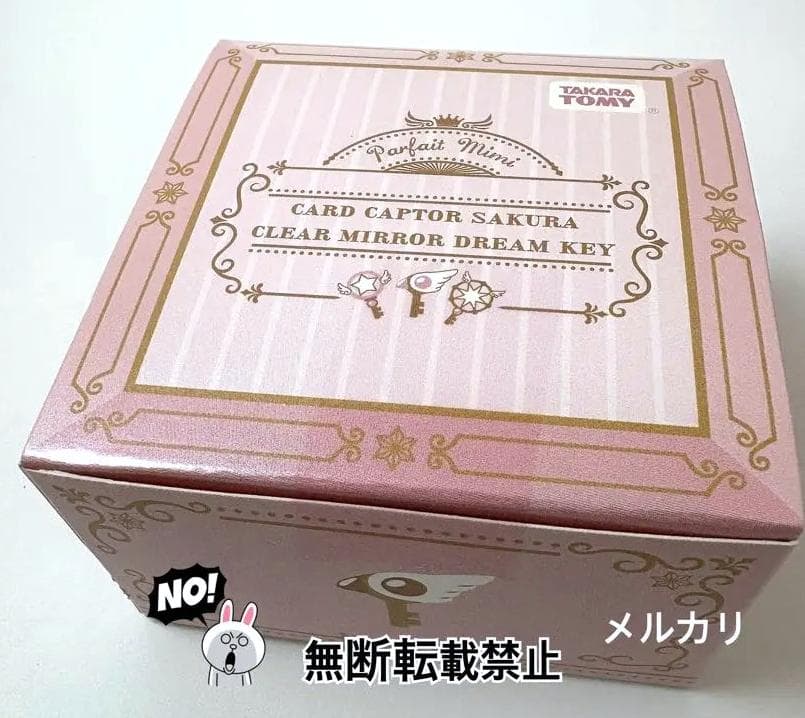 TAKARA
TOMY®
Parfait Mimi
CARD CAPTOR SAKURA
CLEAR MIRROR DREAM KEY
NO!
メルカリ
無断転載禁止